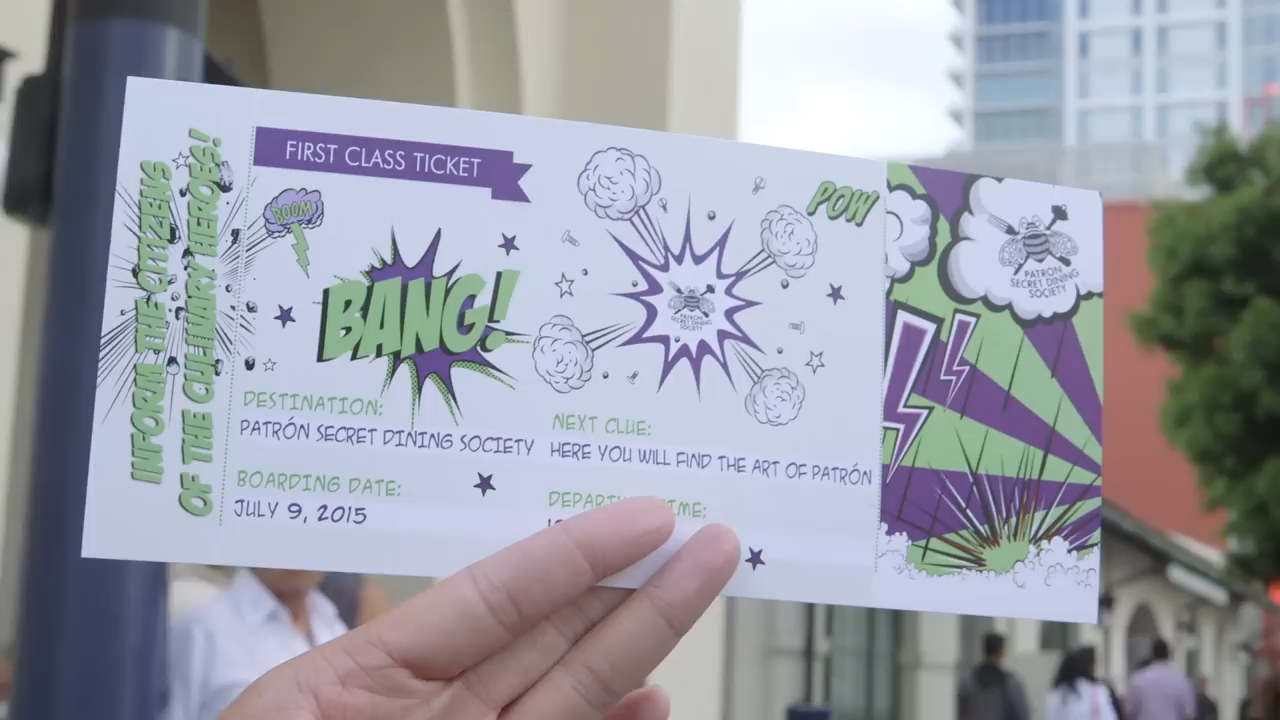 INFORM THE CITIZENS
OF THE CULINARY HEROES!
FIRST CLASS TICKET
BOOM
BANG!
POW
PATRÓN
SECRET DINING
SOCIETY
DESTINATION:
PATRÓN SECRET DINING SOCIETY
BOARDING DATE:
JULY 9, 2015
NEXT CLUE:
HERE YOU WILL FIND THE ART OF PATRÓN
PATRÓN
SECRET DINING
SOCIETY